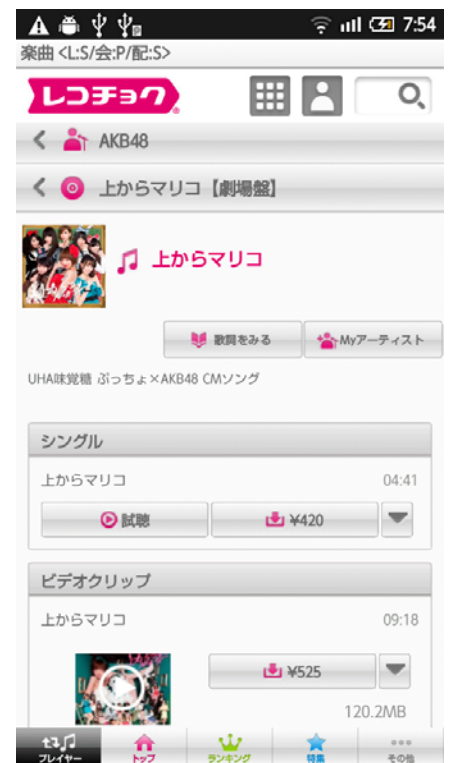 7:54
楽曲 <L:S/会:P/配:S>
レコチョク
AKB48
上からマリコ【劇場盤】
上からマリコ
歌詞をみる
Myアーティスト
UHA味覚糖 ぷっちょ×AKB48 CMソング
シングル
上からマリコ 04:41
試聴 ¥420
ビデオクリップ
上からマリコ 09:18
¥525
120.2MB
プレイヤー トップ ランキング 特集 その他